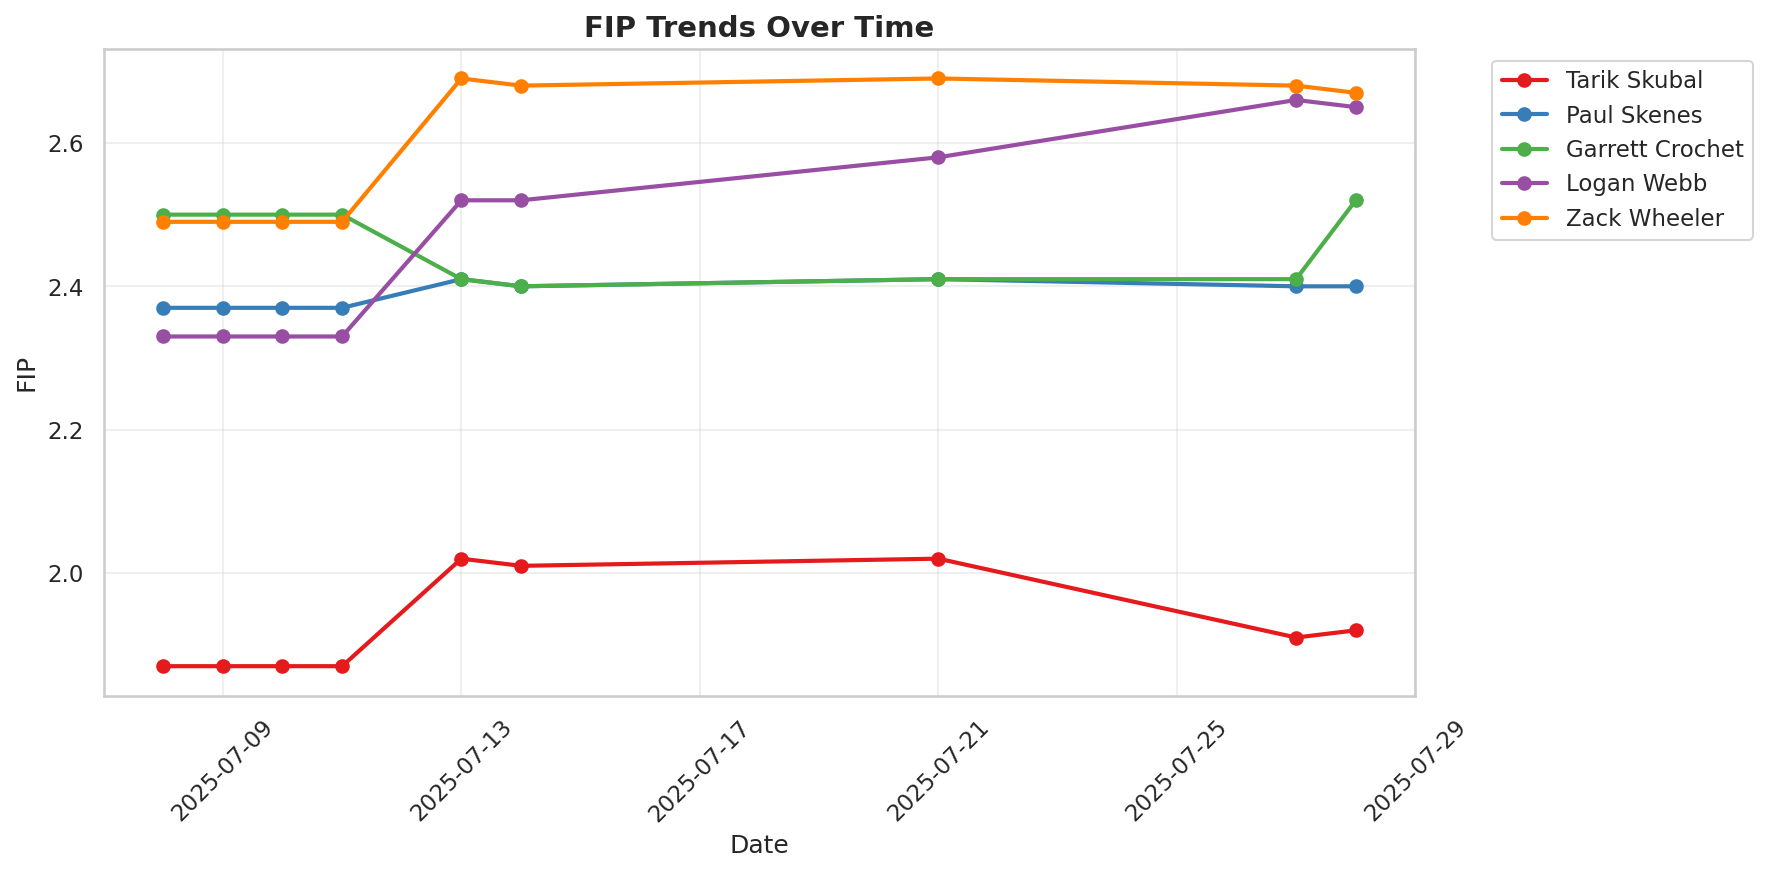 FIP Trends Over Time
Tarik Skubal
Paul Skenes
Garrett Crochet
Logan Webb
Zack Wheeler
FIP
2.6
2.4
2.2
2.0
2025-07-09
2025-07-13
2025-07-17
2025-07-21
2025-07-25
2025-07-29
Date